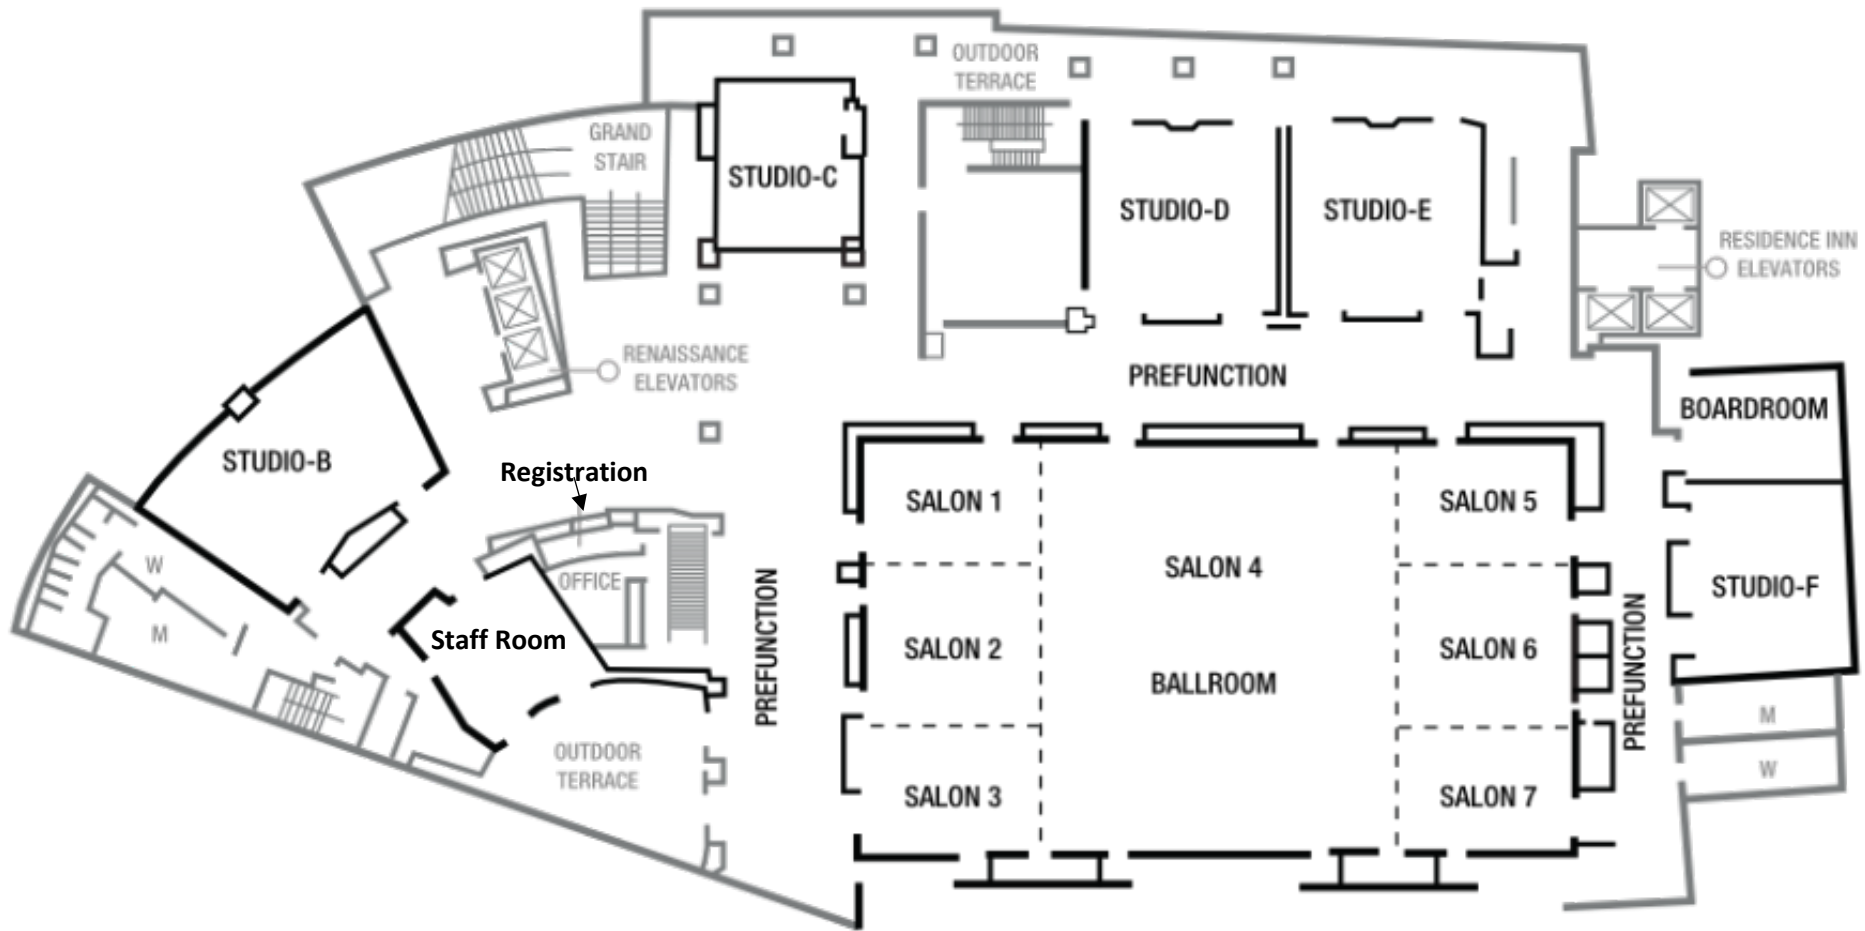 OUTDOOR
TERRACE
GRAND
STAIR
STUDIO-C
STUDIO-D
STUDIO-E
RESIDENCE INN
ELEVATORS
RENAISSANCE
ELEVATORS
PREFUNCTION
BOARDROOM
STUDIO-B
Registration
SALON 1
SALON 5
SALON 4
W
OFFICE
STUDIO-F
M
Staff Room
PREFUNCTION
SALON 2
BALLROOM
SALON 6
PREFUNCTION
M
OUTDOOR
TERRACE
W
SALON 3
SALON 7